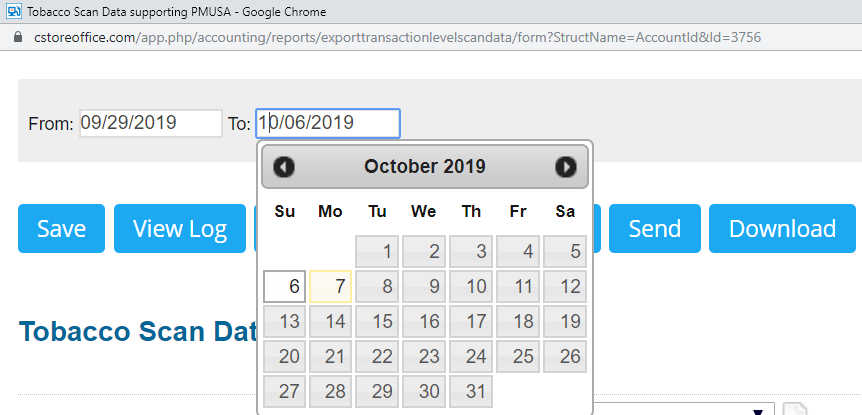 Tobacco Scan Data supporting PMUSA - Google Chrome
cstoreoffice.com/app.php/accounting/reports/exporttransactionlevelscandata/form?StructName=AccountId&Id=3756
From: 09/29/2019 To: 10/06/2019
October 2019
Su Mo Tu We Th Fr Sa
Save View Log Send Download
1 2 3 4 5
6 7 8 9 10 11 12
13 14 15 16 17 18 19
Tobacco Scan Dat
20 21 22 23 24 25 26
27 28 29 30 31